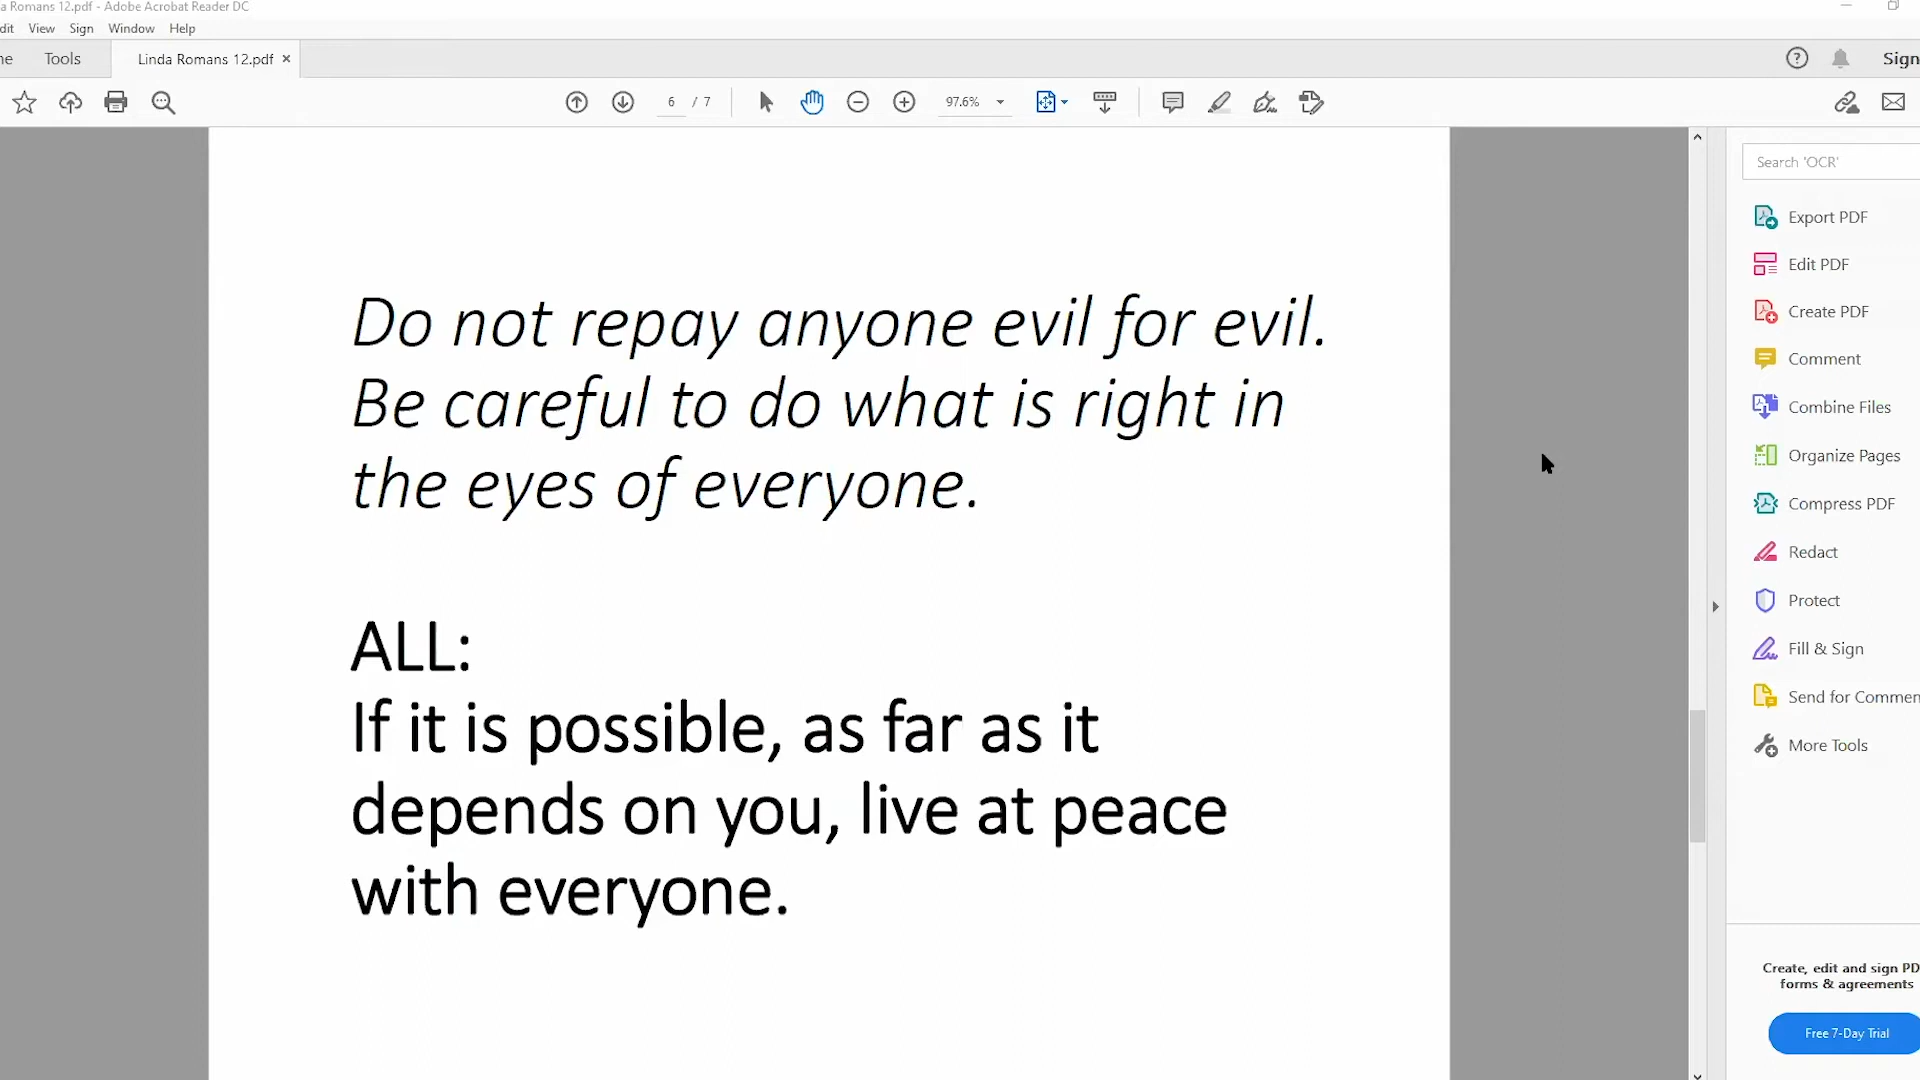 a Romans 12.pdf - Adobe Acrobat Reader DC
dit View Sign Window Help
ne Tools Linda Romans 12.pdf × Sign
6 / 7 97.6%
Do not repay anyone evil for evil.
Be careful to do what is right in
the eyes of everyone.
ALL:
If it is possible, as far as it
depends on you, live at peace
with everyone.
Search 'OCR'
Export PDF
Edit PDF
Create PDF
Comment
Combine Files
Organize Pages
Compress PDF
Redact
Protect
Fill & Sign
Send for Commen
More Tools
Create, edit and sign PD
forms & agreements
Free 7-Day Trial